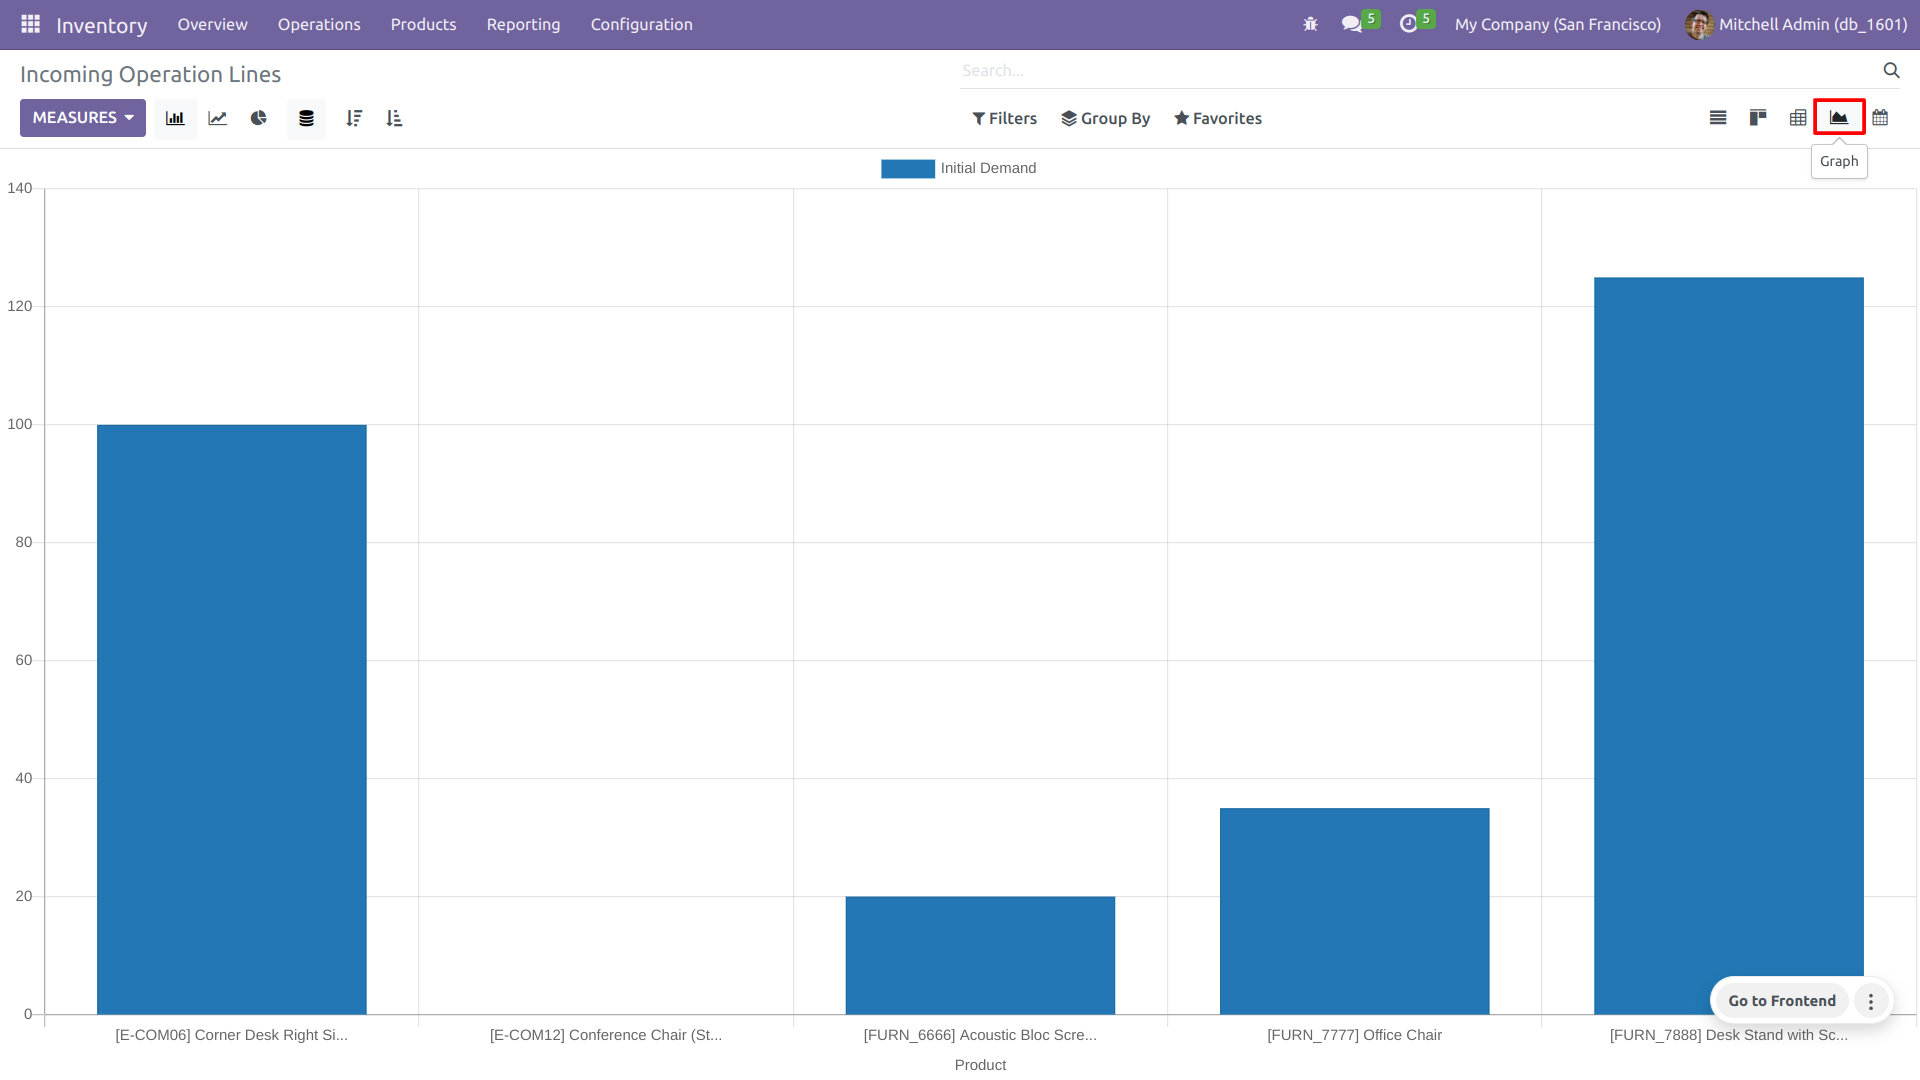 Inventory Overview Operations Products Reporting Configuration 5 5 My Company (San Francisco) Mitchell Admin (db_1601)
Incoming Operation Lines
Search...
MEASURES Filters Group By Favorites
Graph
Initial Demand
140
120
100
80
60
40
20
0
Go to Frontend
[E-COM06] Corner Desk Right Si... [E-COM12] Conference Chair (St... [FURN_6666] Acoustic Bloc Scre... [FURN_7777] Office Chair [FURN_7888] Desk Stand with Sc...
Product